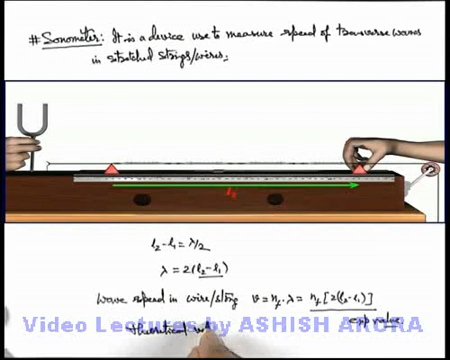 # Sonometer: It is a device use to measure speed of transverse waves
in stretched strings/wires.
l₂-l₁=λ/2
λ = 2(l₂-l₁)
wave speed in wire/string v = nf.λ = nf[2(l₂-l₁)]
exp value
Video Lectures by ASHISH ARORA
theoretical